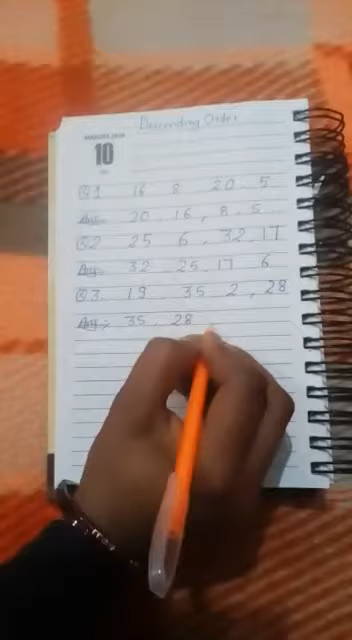 Descending Order
10
Q1 16 8 20 5
Ans- 20 16, 8, 5
Q2 25 6, 32, 17
Ans- 32 25 17 6
Q3. 19 35 2, 28
Ans- 35, 28